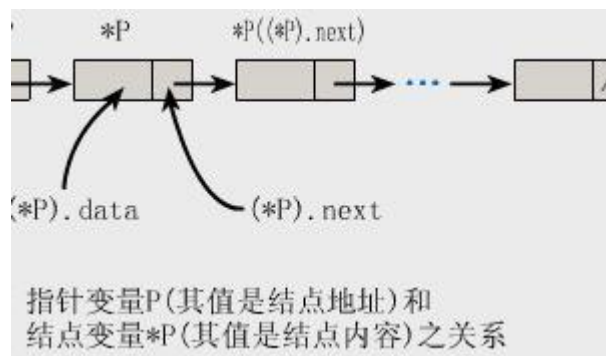 *P
*P((*P).next)
(*P).data
(*P).next
指针变量P(其值是结点地址)和
结点变量*P(其值是结点内容)之关系